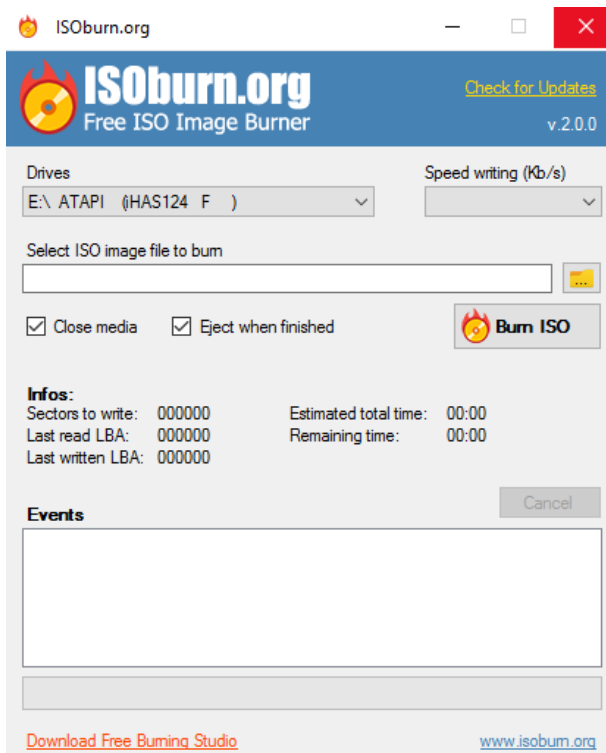 ISOburn.org
ISOburn.org
Free ISO Image Burner
Check for Updates
v.2.0.0
Drives
Speed writing (Kb/s)
E:\ ATAPI (iHAS124 F )
Select ISO image file to burn
...
Close media
Eject when finished
Burn ISO
Infos:
Sectors to write: 000000
Estimated total time: 00:00
Last read LBA: 000000
Remaining time: 00:00
Last written LBA: 000000
Cancel
Events
Download Free Burning Studio
www.isoburn.org